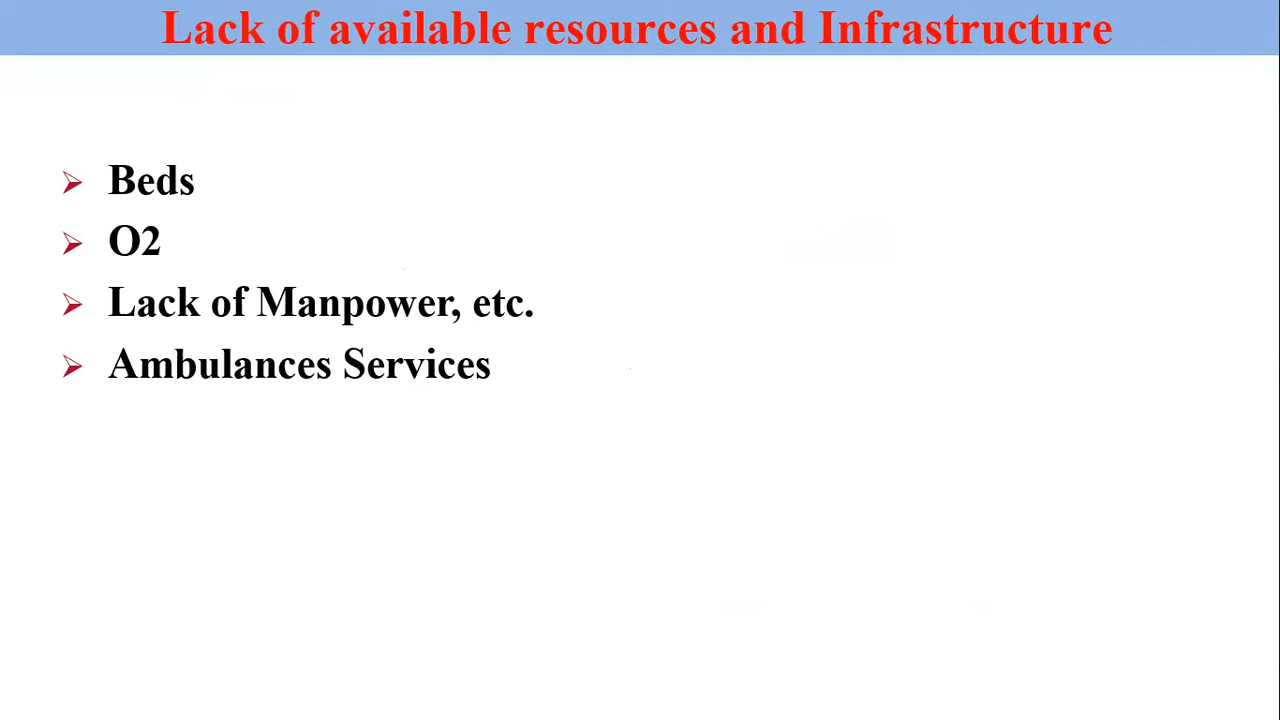 Lack of available resources and Infrastructure
Beds
O2
Lack of Manpower, etc.
Ambulances Services